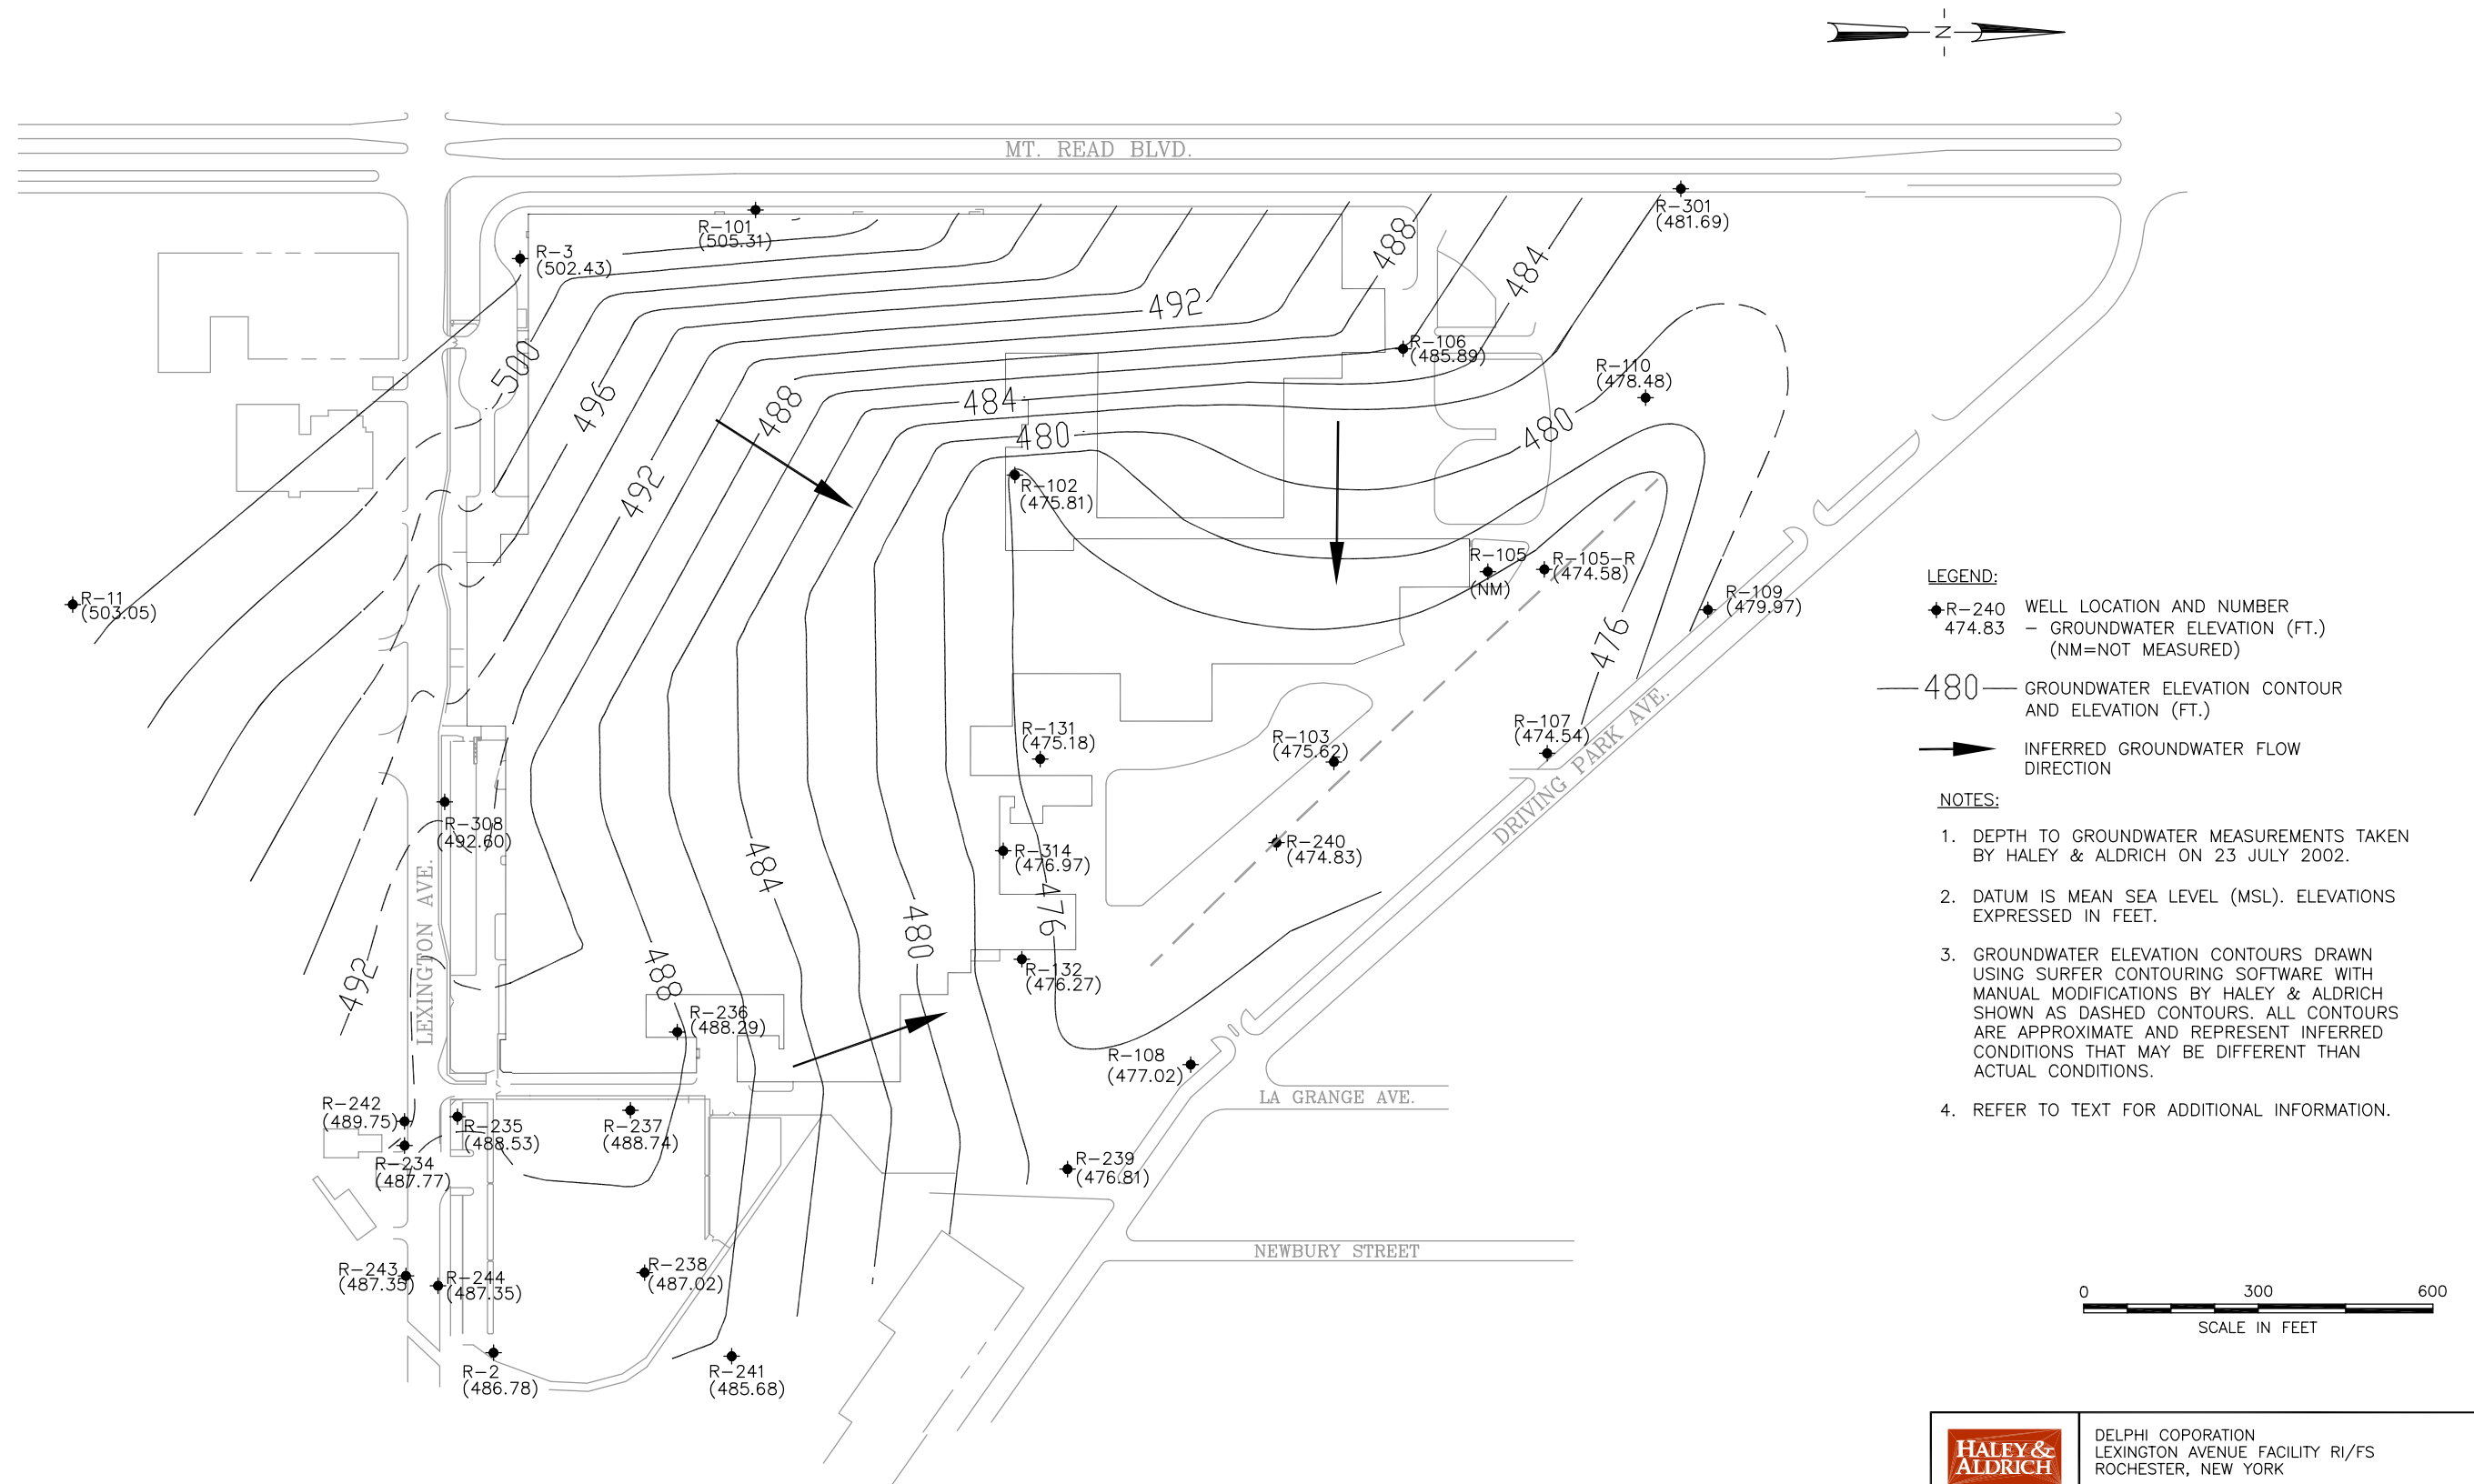 N
MT. READ BLVD.
R-101
(505.31)
R-301
(481.69)
R-3
(502.43)
488
484
492
R-106
(485.89)
500
R-110
(478.48)
496
488
484
480
480
R-102
(475.81)
492
R-105
(NM)
R-105-R
(474.58)
R-11
(503.05)
R-109
(479.97)
476
R-131
(475.18)
R-103
(475.62)
R-107
(474.54)
DRIVING PARK AVE.
R-308
(492.60)
R-314
(476.97)
R-240
(474.83)
484
LEXINGTON AVE.
476
480
492
488
R-132
(476.27)
R-236
(488.29)
R-108
(477.02)
LA GRANGE AVE.
R-242
(489.75)
R-235
(488.53)
R-237
(488.74)
R-234
(487.77)
R-239
(476.81)
NEWBURY STREET
R-243
(487.35)
R-244
(487.35)
R-238
(487.02)
R-2
(486.78)
R-241
(485.68)
LEGEND:
R-240 WELL LOCATION AND NUMBER
474.83 - GROUNDWATER ELEVATION (FT.)
(NM=NOT MEASURED)
480 GROUNDWATER ELEVATION CONTOUR
AND ELEVATION (FT.)
INFERRED GROUNDWATER FLOW
DIRECTION
NOTES:
1. DEPTH TO GROUNDWATER MEASUREMENTS TAKEN
BY HALEY & ALDRICH ON 23 JULY 2002.
2. DATUM IS MEAN SEA LEVEL (MSL). ELEVATIONS
EXPRESSED IN FEET.
3. GROUNDWATER ELEVATION CONTOURS DRAWN
USING SURFER CONTOURING SOFTWARE WITH
MANUAL MODIFICATIONS BY HALEY & ALDRICH
SHOWN AS DASHED CONTOURS. ALL CONTOURS
ARE APPROXIMATE AND REPRESENT INFERRED
CONDITIONS THAT MAY BE DIFFERENT THAN
ACTUAL CONDITIONS.
4. REFER TO TEXT FOR ADDITIONAL INFORMATION.
0 300 600
SCALE IN FEET
HALEY &
ALDRICH
DELPHI COPORATION
LEXINGTON AVENUE FACILITY RI/FS
ROCHESTER, NEW YORK